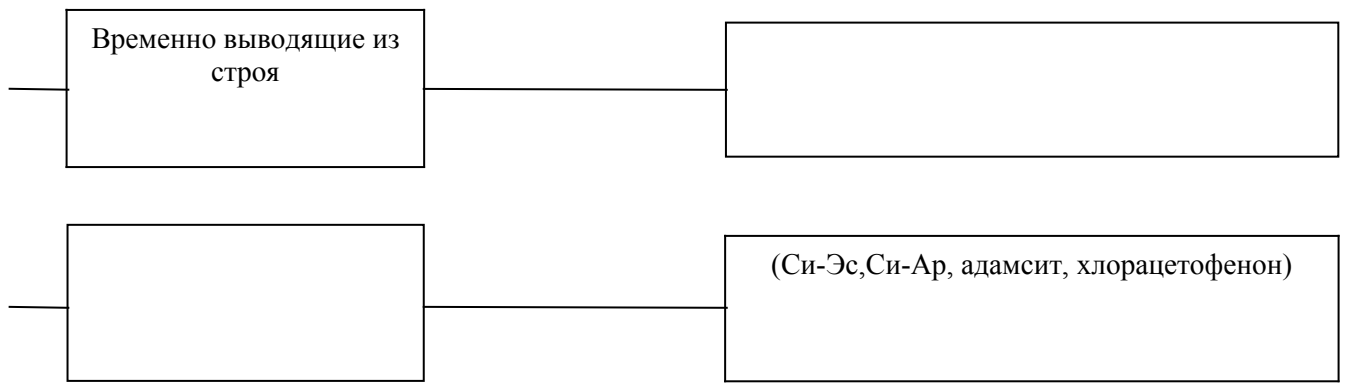 Временно выводящие из
строя
(Си-Эс,Си-Ар, адамсит, хлорацетофенон)